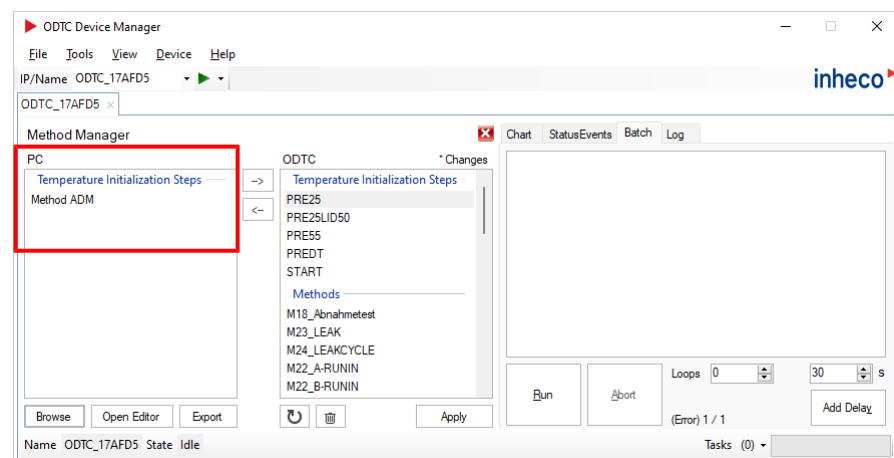 ODTC Device Manager
File Tools View Device Help
IP/Name ODTC_17AFD5
inheco
ODTC_17AFD5
Method Manager
PC
Temperature Initialization Steps
Method ADM
-->
<--
ODTC * Changes
Temperature Initialization Steps
PRE25
PRE25LID50
PRE55
PREDT
START
Methods
M18_Abnahmetest
M23_LEAK
M24_LEAKCYCLE
M22_A-RUNIN
M22_B-RUNIN
Browse Open Editor Export
Apply
Chart StatusEvents Batch Log
Run Abort
Loops 0 30 s
(Error) 1 / 1
Add Delay
Name ODTC_17AFD5 State Idle
Tasks (0)